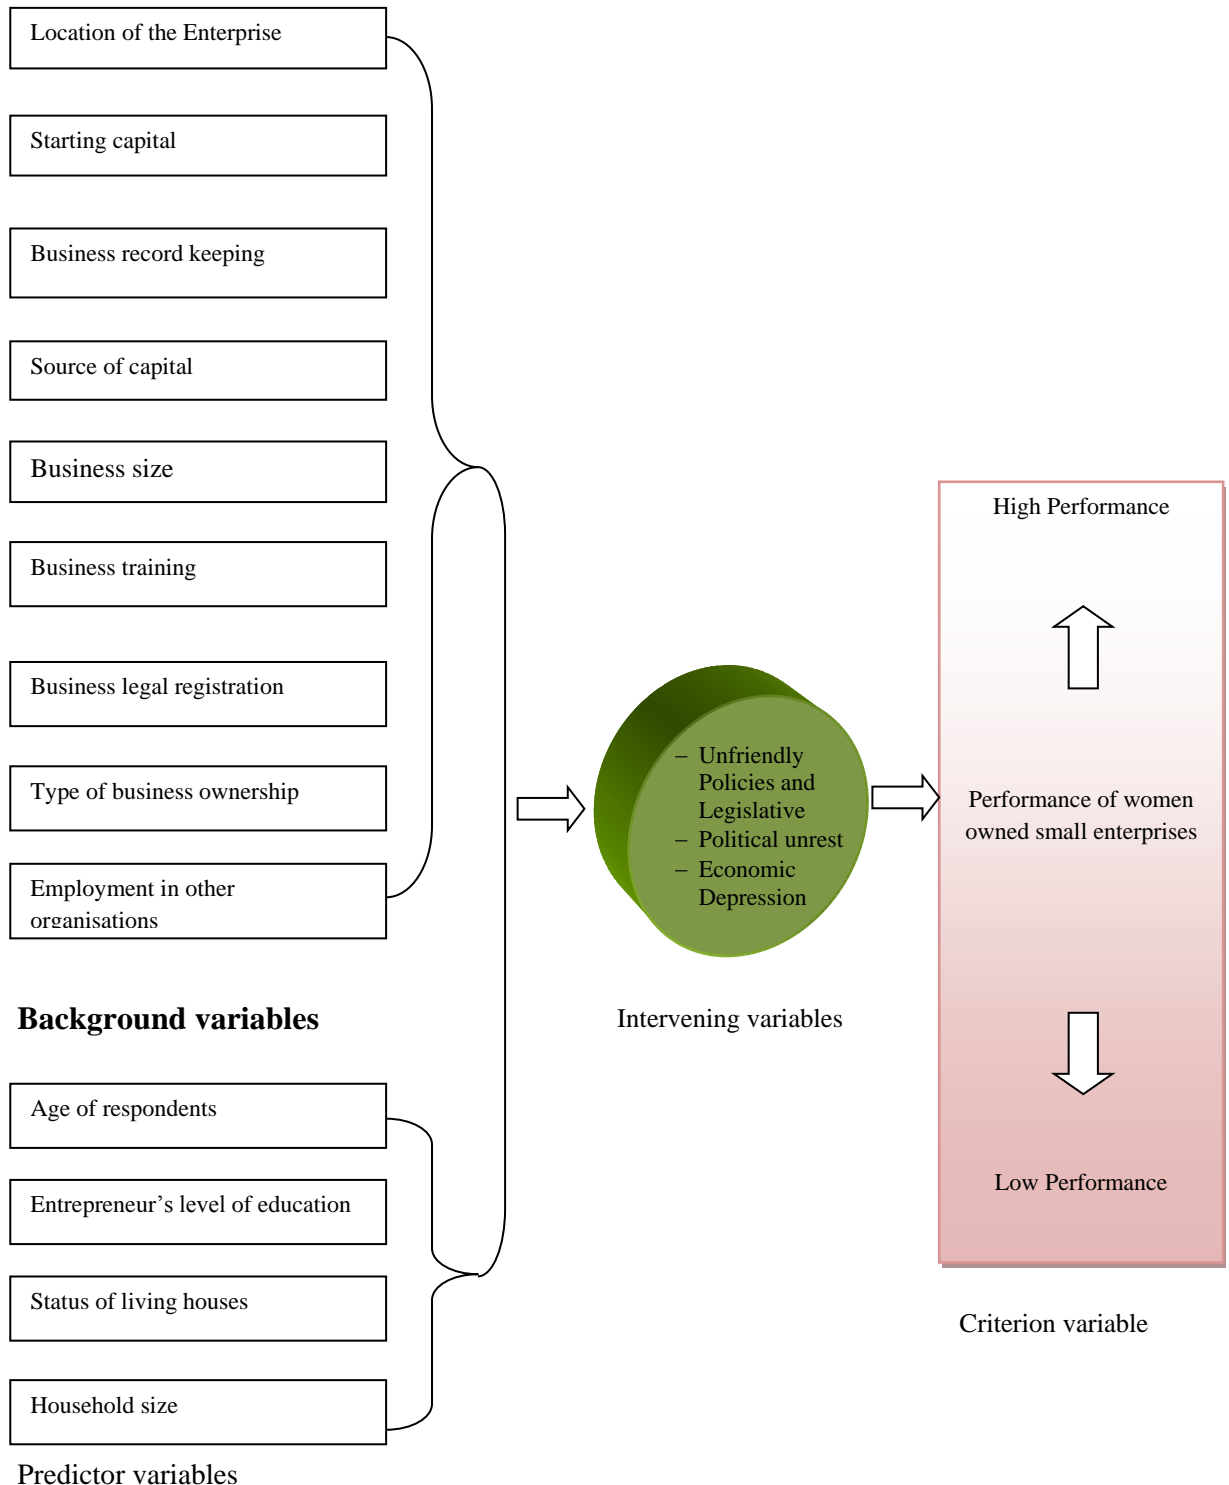 Location of the Enterprise
Starting capital
Business record keeping
Source of capital
Business size
Business training
Business legal registration
Type of business ownership
Employment in other
organisations
Background variables
Age of respondents
Entrepreneur’s level of education
Status of living houses
Household size
Predictor variables
– Unfriendly
Policies and
Legislative
– Political unrest
– Economic
Depression
Intervening variables
High Performance
Performance of women
owned small enterprises
Low Performance
Criterion variable